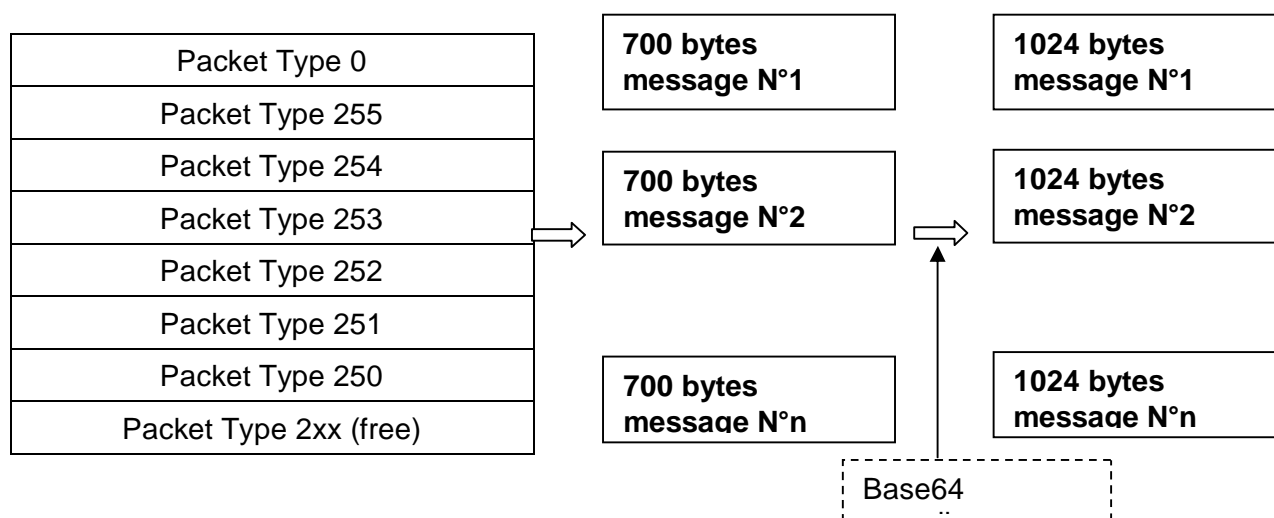 Packet Type 0
Packet Type 255
Packet Type 254
Packet Type 253
Packet Type 252
Packet Type 251
Packet Type 250
Packet Type 2xx (free)
700 bytes
message N°1
700 bytes
message N°2
700 bytes
message N°n
1024 bytes
message N°1
1024 bytes
message N°2
1024 bytes
message N°n
Base64